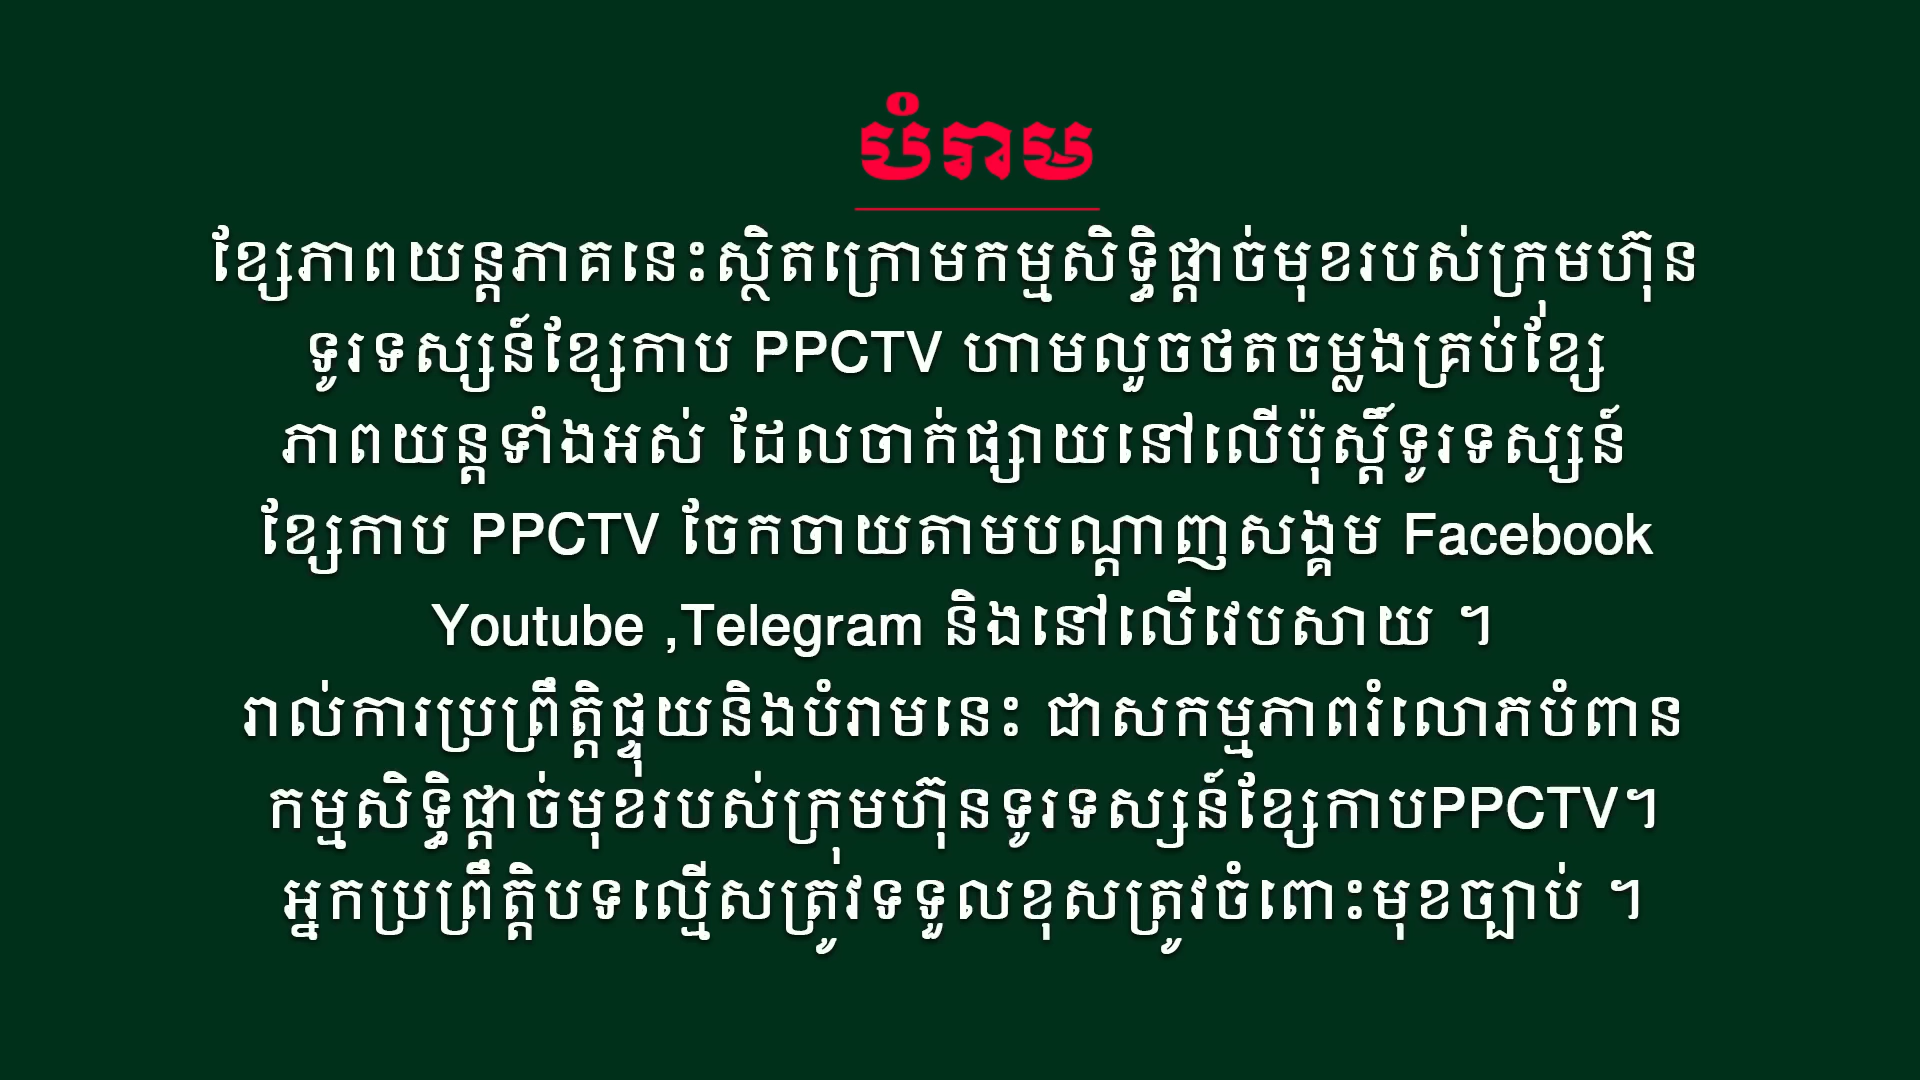 បំរាម
ខ្សែភាពយន្តភាគនេះស្ថិតក្រោមកម្មសិទ្ធិផ្តាច់មុខរបស់ក្រុមហ៊ុន
ទូរទស្សន៍ខ្សែកាប PPCTV ហាមលួចថតចម្លងគ្រប់ខ្សែ
ភាពយន្តទាំងអស់ ដែលចាក់ផ្សាយនៅលើប៉ុស្តិ៍ទូរទស្សន៍
ខ្សែកាប PPCTV ចែកចាយតាមបណ្តាញសង្គម Facebook
Youtube ,Telegram និងនៅលើវេបសាយ ។
រាល់ការប្រព្រឹត្តិផ្ទុយនិងបំរាមនេះ ជាសកម្មភាពរំលោភបំពាន
កម្មសិទ្ធិផ្តាច់មុខរបស់ក្រុមហ៊ុនទូរទស្សន៍ខ្សែកាបPPCTV។
អ្នកប្រព្រឹត្តិបទល្មើសត្រូវទទួលខុសត្រូវចំពោះមុខច្បាប់ ។